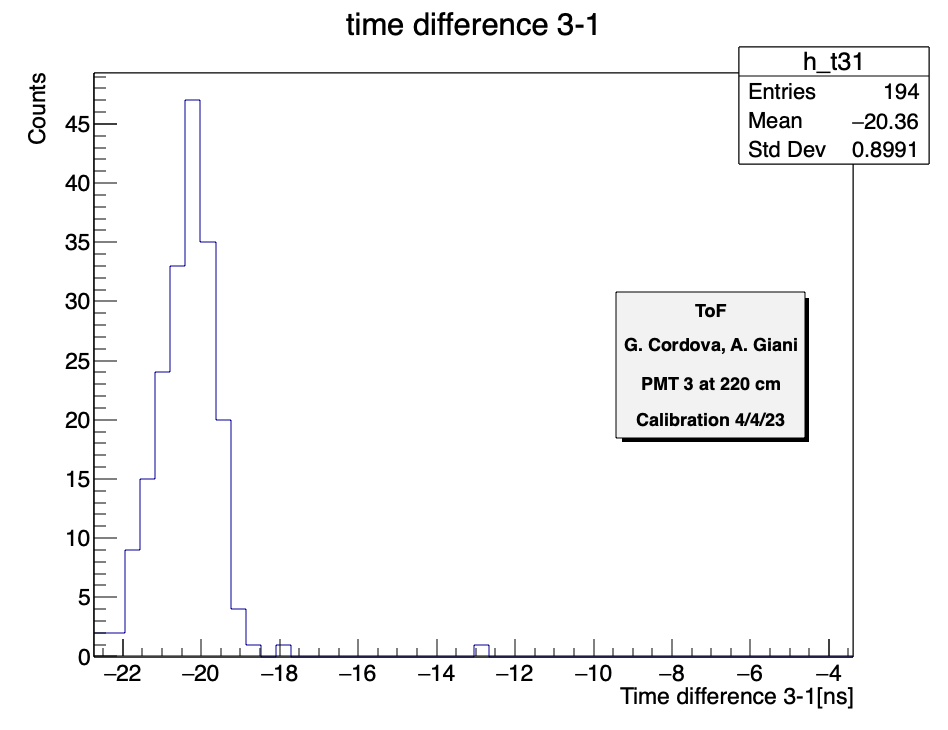 time difference 3-1
h_t31
Entries 194
Mean −20.36
Std Dev 0.8991
Counts
45
40
35
30
25
20
15
10
5
0
ToF
G. Cordova, A. Giani
PMT 3 at 220 cm
Calibration 4/4/23
−22 −20 −18 −16 −14 −12 −10 −8 −6 −4
Time difference 3-1[ns]